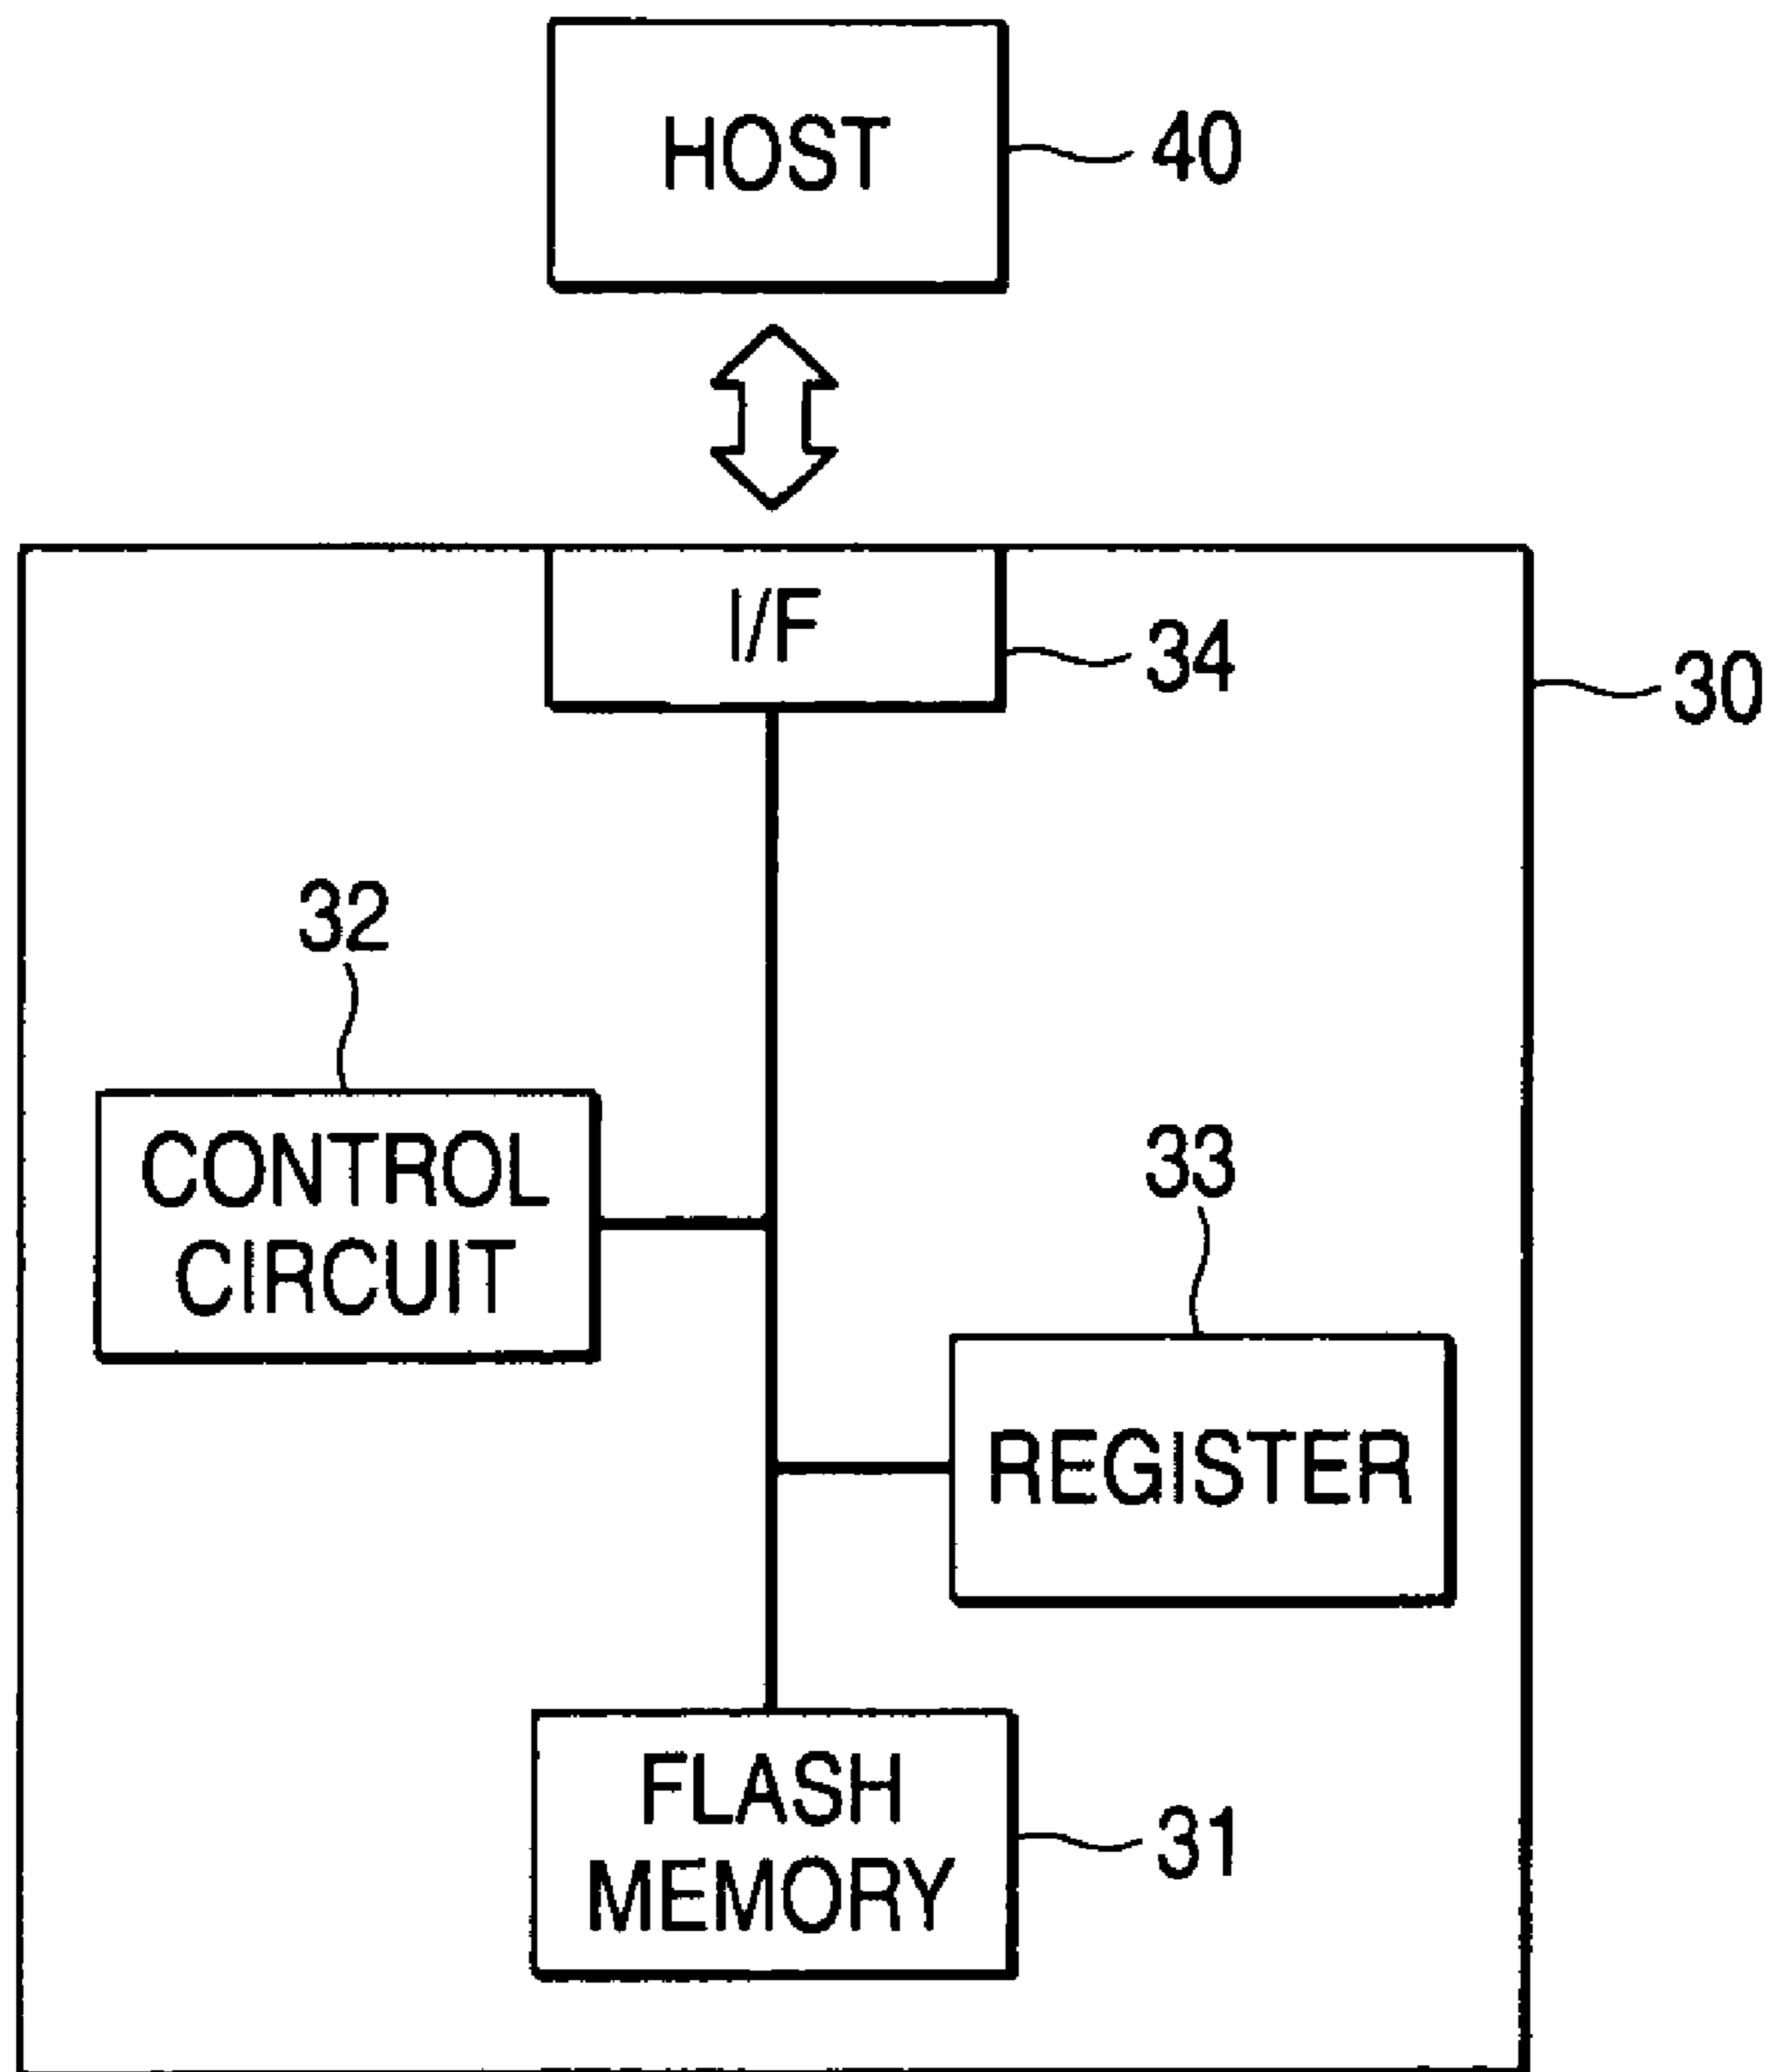 HOST
40
I/F
34
30
32
CONTROL
CIRCUIT
33
REGISTER
FLASH
MEMORY
31